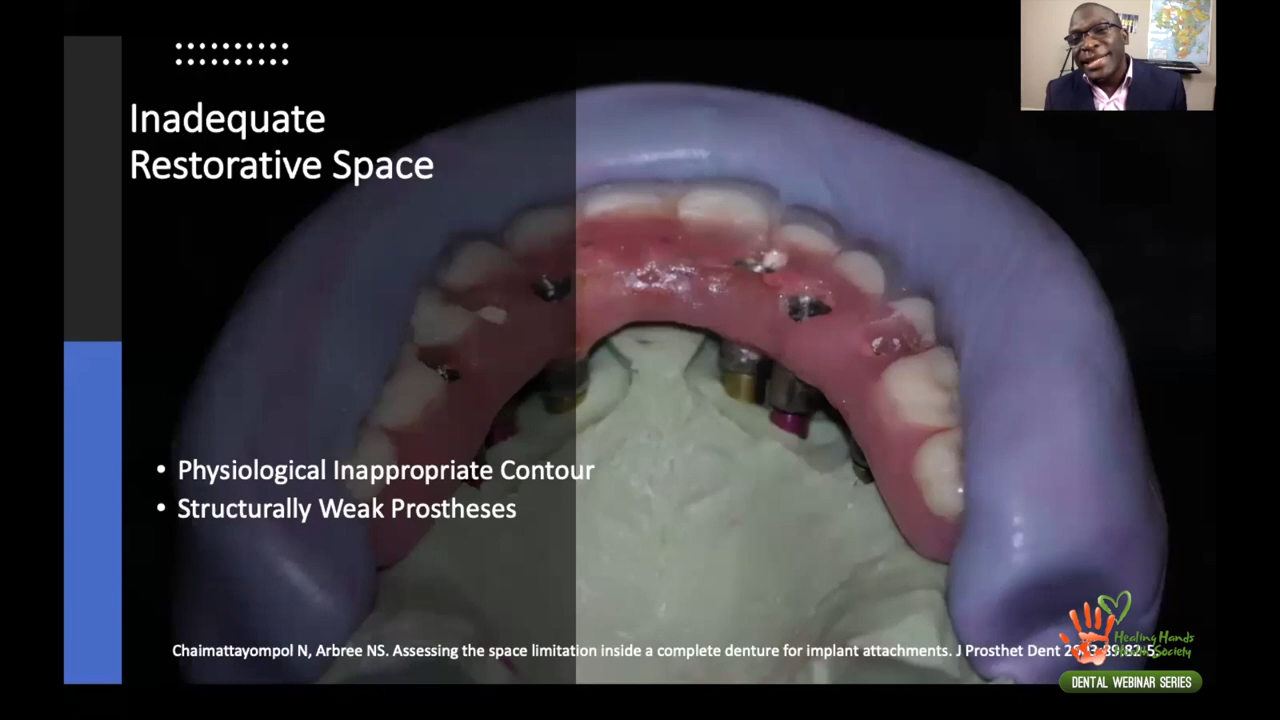 Inadequate
Restorative Space
• Physiological Inappropriate Contour
• Structurally Weak Prostheses
Chaimattayompol N, Arbree NS. Assessing the space limitation inside a complete denture for implant attachments. J Prosthet Dent
Healing Hands
Society
DENTAL WEBINAR SERIES